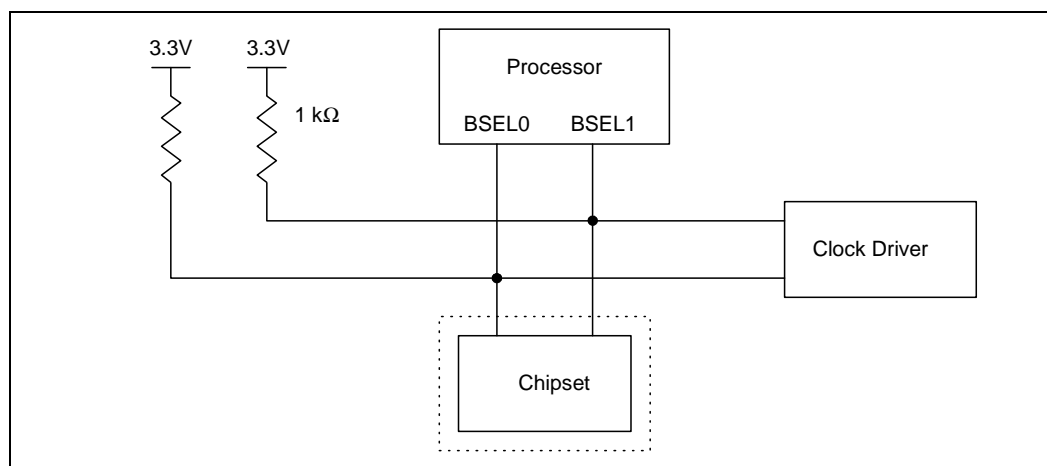 3.3V 3.3V
Processor
1 kΩ
BSEL0 BSEL1
Clock Driver
Chipset